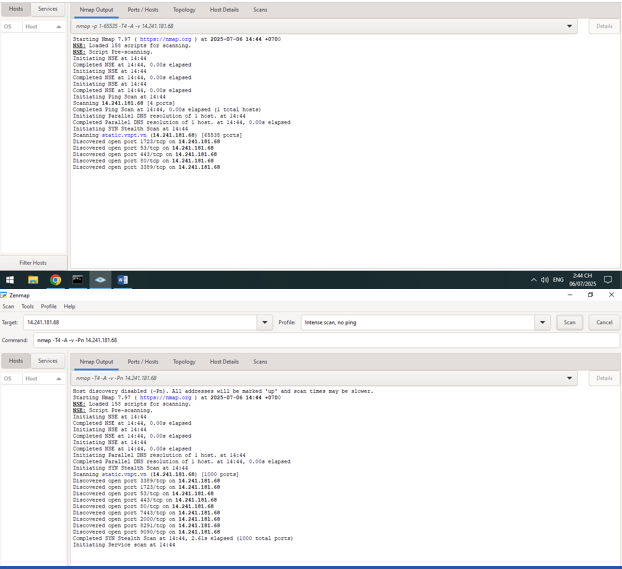 Hosts Services Nmap Output Ports / Hosts Topology Host Details Scans
OS Host nmap -p 1-65535 -T4 -A -v 14.241.181.68 Details
Starting Nmap 7.97 ( https://nmap.org ) at 2025-07-06 14:44 +0700
NSE: Loaded 158 scripts for scanning.
NSE: Script Pre-scanning.
Initiating NSE at 14:44
Completed NSE at 14:44, 0.00s elapsed
Initiating NSE at 14:44
Completed NSE at 14:44, 0.00s elapsed
Initiating NSE at 14:44
Completed NSE at 14:44, 0.00s elapsed
Initiating Ping Scan at 14:44
Scanning 14.241.181.68 [4 ports]
Completed Ping Scan at 14:44, 0.00s elapsed (1 total hosts)
Initiating Parallel DNS resolution of 1 host. at 14:44
Completed Parallel DNS resolution of 1 host. at 14:44, 0.00s elapsed
Initiating SYN Stealth Scan at 14:44
Scanning static.vnpt.vn (14.241.181.68) [65535 ports]
Discovered open port 1723/tcp on 14.241.181.68
Discovered open port 53/tcp on 14.241.181.68
Discovered open port 443/tcp on 14.241.181.68
Discovered open port 80/tcp on 14.241.181.68
Discovered open port 3389/tcp on 14.241.181.68
Filter Hosts
ENG 2:44 CH
06/07/2025
Zenmap
Scan Tools Profile Help
Target: 14.241.181.68 Profile: Intense scan, no ping Scan Cancel
Command: nmap -T4 -A -v -Pn 14.241.181.68
Hosts Services Nmap Output Ports / Hosts Topology Host Details Scans
OS Host nmap -T4 -A -v -Pn 14.241.181.68 Details
Host discovery disabled (-Pn). All addresses will be marked 'up' and scan times may be slower.
Starting Nmap 7.97 ( https://nmap.org ) at 2025-07-06 14:44 +0700
NSE: Loaded 158 scripts for scanning.
NSE: Script Pre-scanning.
Initiating NSE at 14:44
Completed NSE at 14:44, 0.00s elapsed
Initiating NSE at 14:44
Completed NSE at 14:44, 0.00s elapsed
Initiating NSE at 14:44
Completed NSE at 14:44, 0.00s elapsed
Initiating Parallel DNS resolution of 1 host. at 14:44
Completed Parallel DNS resolution of 1 host. at 14:44, 0.00s elapsed
Initiating SYN Stealth Scan at 14:44
Scanning static.vnpt.vn (14.241.181.68) [1000 ports]
Discovered open port 3389/tcp on 14.241.181.68
Discovered open port 1723/tcp on 14.241.181.68
Discovered open port 53/tcp on 14.241.181.68
Discovered open port 443/tcp on 14.241.181.68
Discovered open port 80/tcp on 14.241.181.68
Discovered open port 7443/tcp on 14.241.181.68
Discovered open port 2000/tcp on 14.241.181.68
Discovered open port 8291/tcp on 14.241.181.68
Discovered open port 9090/tcp on 14.241.181.68
Completed SYN Stealth Scan at 14:44, 2.61s elapsed (1000 total ports)
Initiating Service scan at 14:44